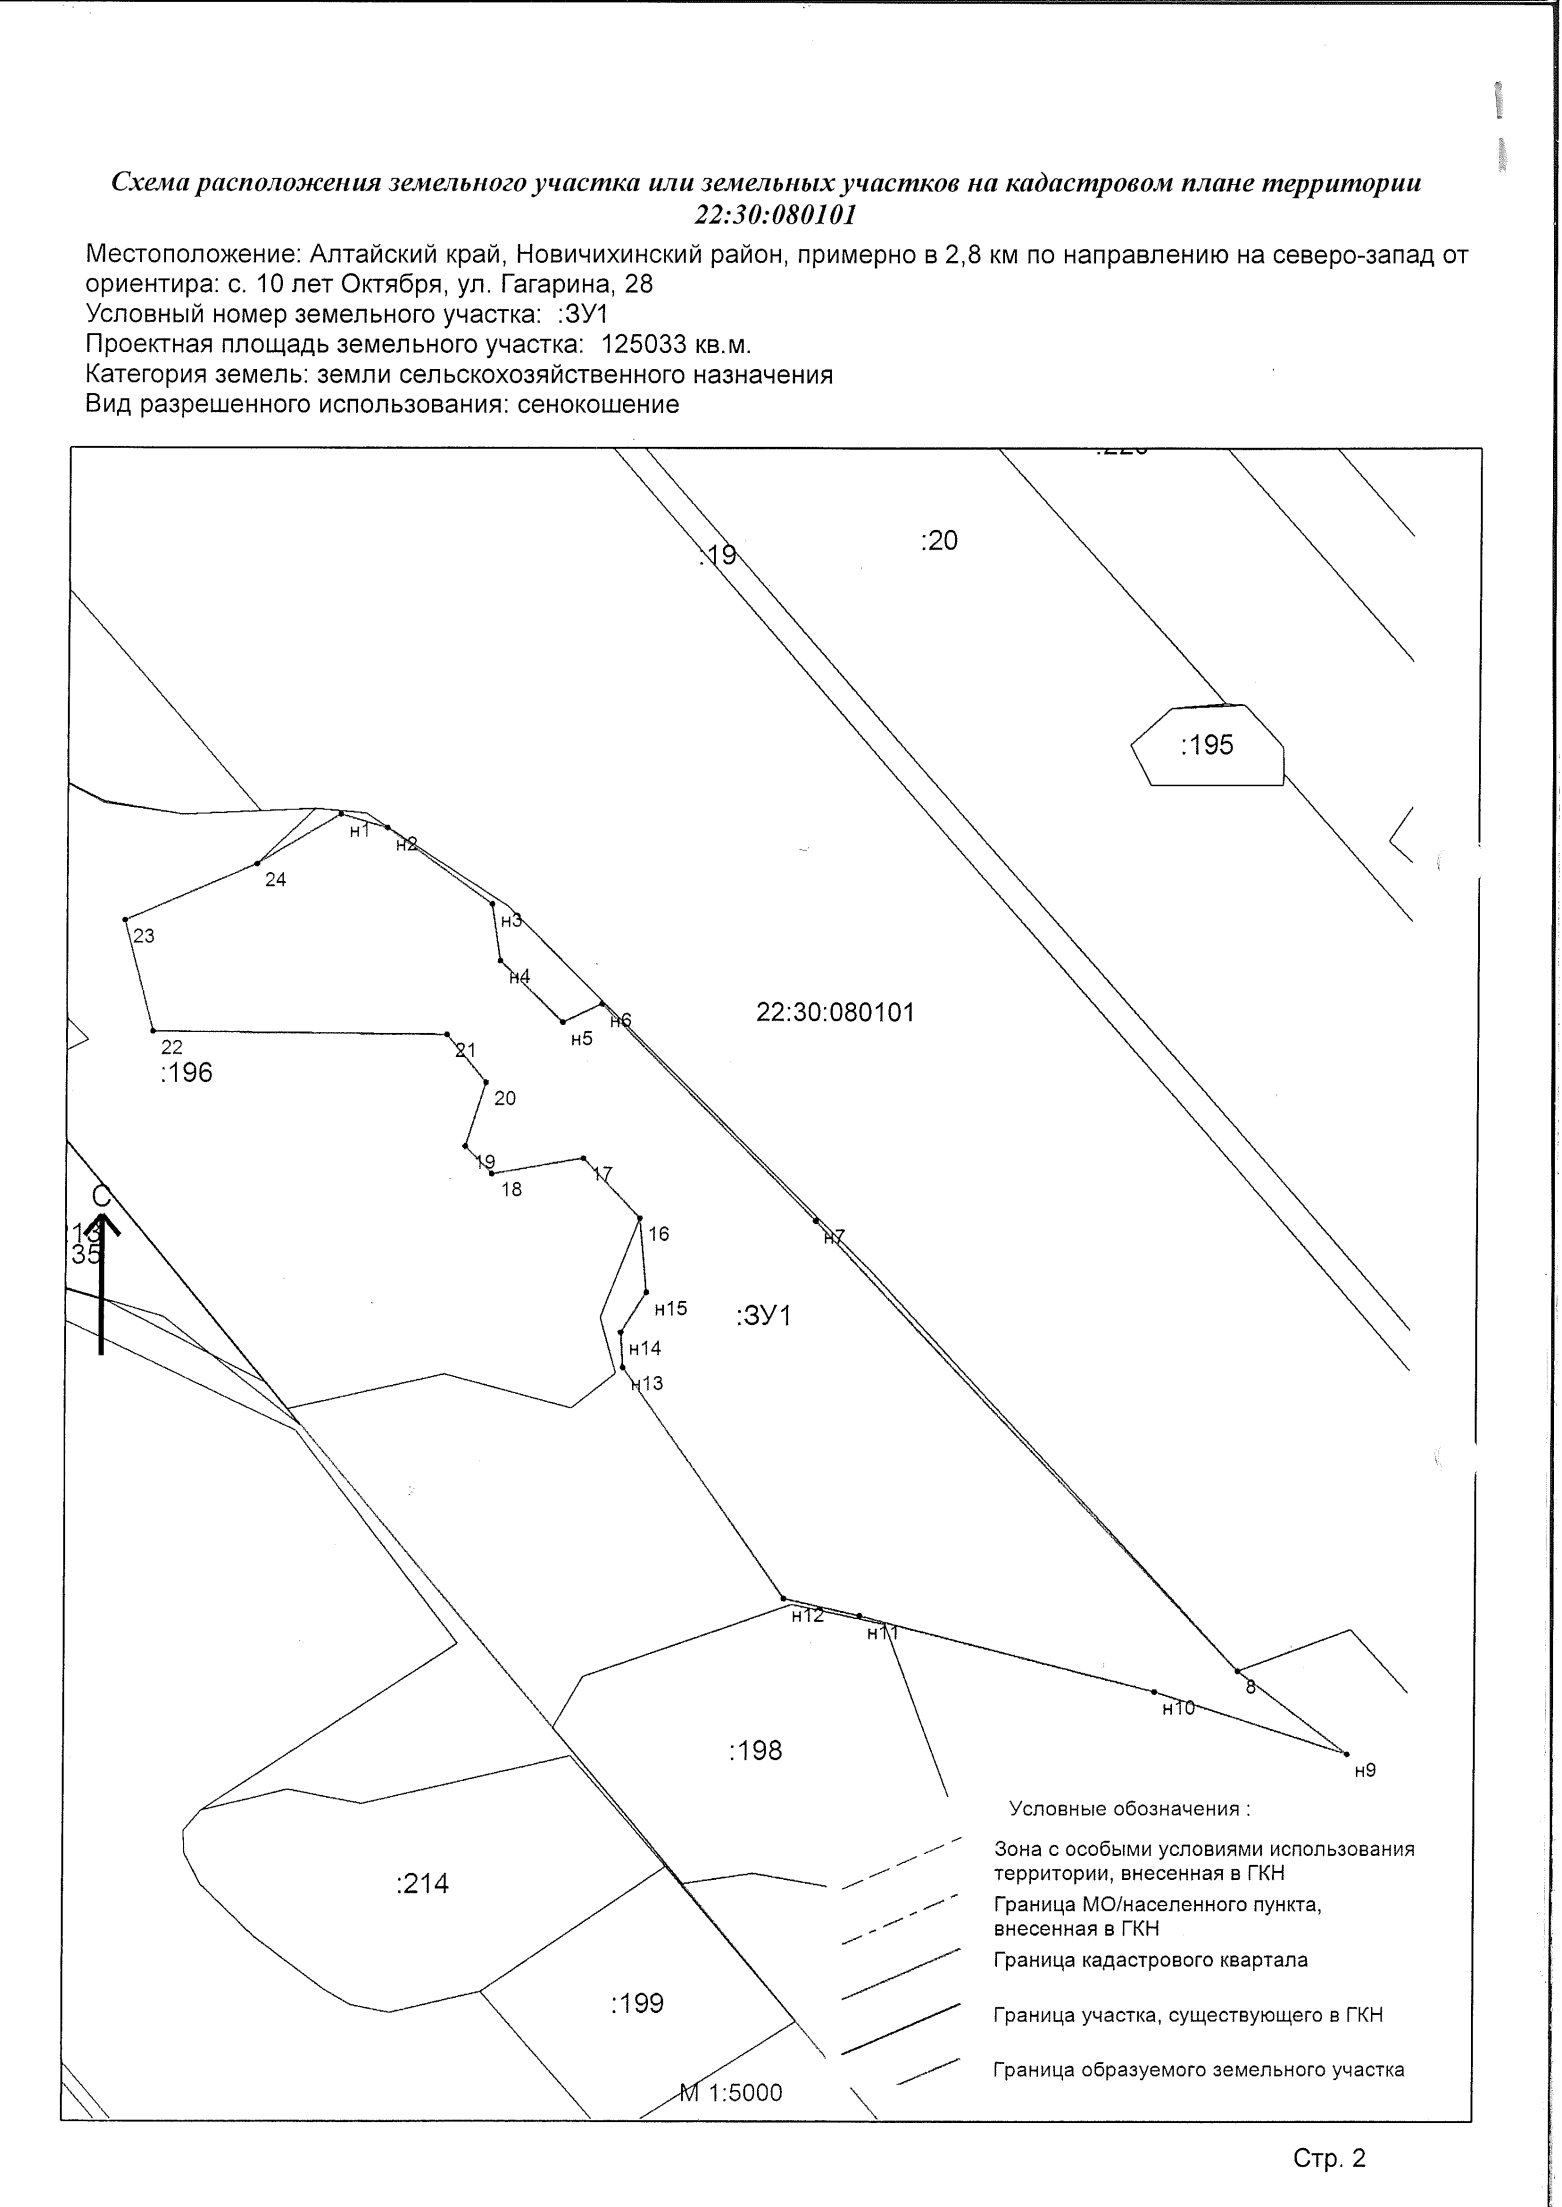 Схема расположения земельного участка или земельных участков на кадастровом плане территории
22:30:080101
Местоположение: Алтайский край, Новичихинский район, примерно в 2,8 км по направлению на северо-запад от
ориентира: с. 10 лет Октября, ул. Гагарина, 28
Условный номер земельного участка: :ЗУ1
Проектная площадь земельного участка: 125033 кв.м.
Категория земель: земли сельскохозяйственного назначения
Вид разрешенного использования: сенокошение
:19
:20
:195
н1
н2
24
н3
23
н4
22:30:080101
н6
н5
22
21
:196
20
19
17
18
С
16
н7
35
н15
:ЗУ1
н14
н13
н12
н11
8
н10
:198
н9
Условные обозначения :
Зона с особыми условиями использования
территории, внесенная в ГКН
:214
Граница МО/населенного пункта,
внесенная в ГКН
Граница кадастрового квартала
:199
Граница участка, существующего в ГКН
Граница образуемого земельного участка
М 1:5000
Стр. 2